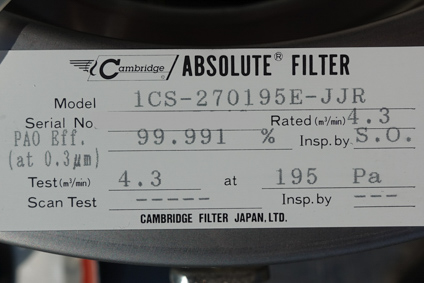 Cambridge / ABSOLUTE® FILTER
Model 1CS-270195E-JJR
Serial No. Rated (m³/min) 4.3
PAO Eff. 99.991 % Insp. by S.O.
(at 0.3μm)
Test (m³/min) 4.3 at 195 Pa
Scan Test ----- Insp. by ---
CAMBRIDGE FILTER JAPAN. LTD.